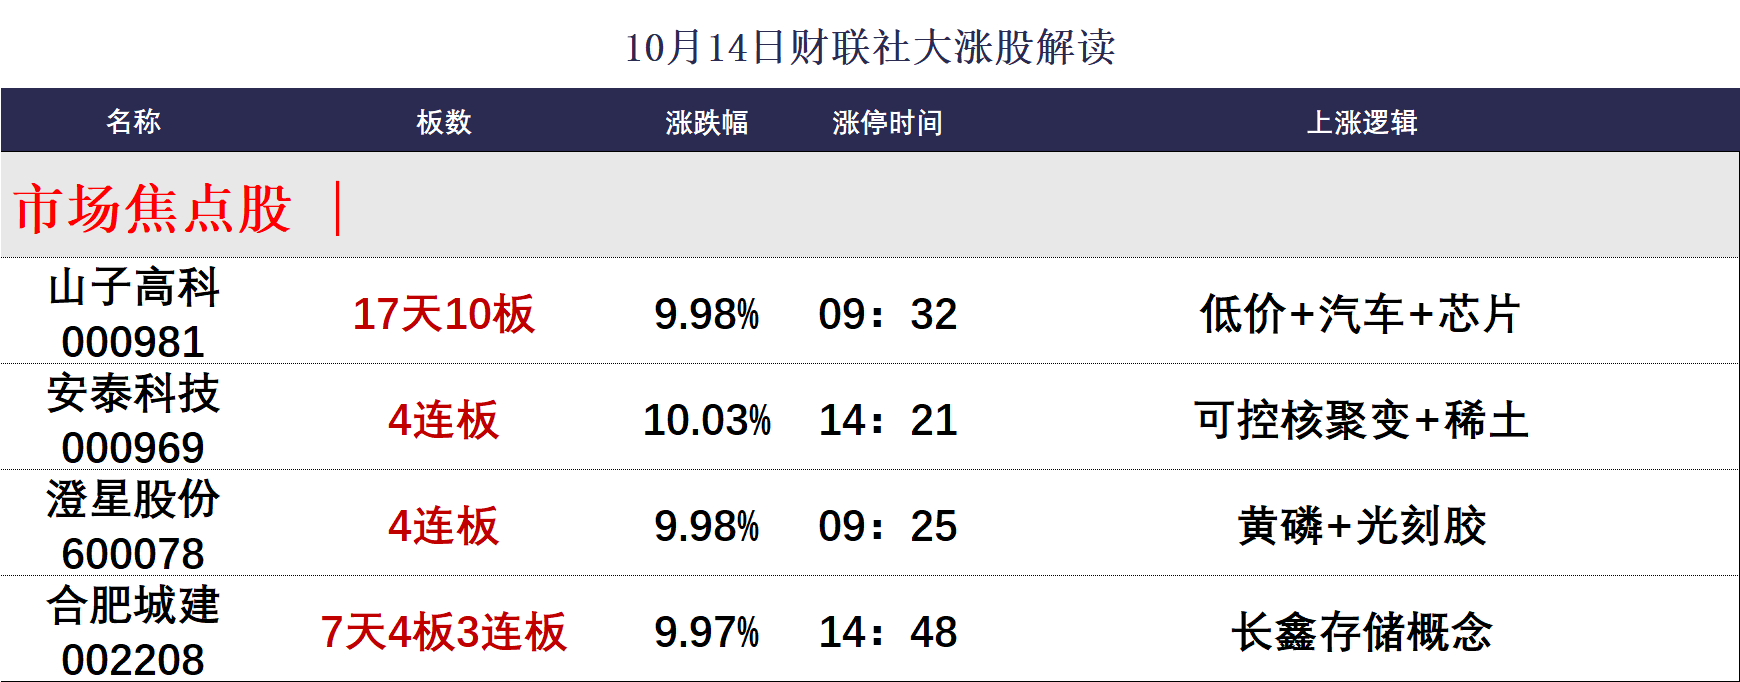 10月14日财联社大涨股解读
名称 板数 涨跌幅 涨停时间 上涨逻辑
市场焦点股 |
山子高科
000981 17天10板 9.98% 09：32 低价+汽车+芯片
安泰科技
000969 4连板 10.03% 14：21 可控核聚变+稀土
澄星股份
600078 4连板 9.98% 09：25 黄磷+光刻胶
合肥城建
002208 7天4板3连板 9.97% 14：48 长鑫存储概念